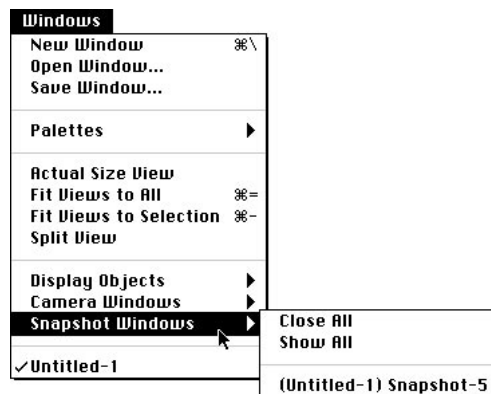 Windows
New Window ⌘\
Open Window...
Save Window...
Palettes
Actual Size View
Fit Views to All ⌘=
Fit Views to Selection ⌘-
Split View
Display Objects
Camera Windows
Snapshot Windows
Close All
Show All
✓Untitled-1
(Untitled-1) Snapshot-5